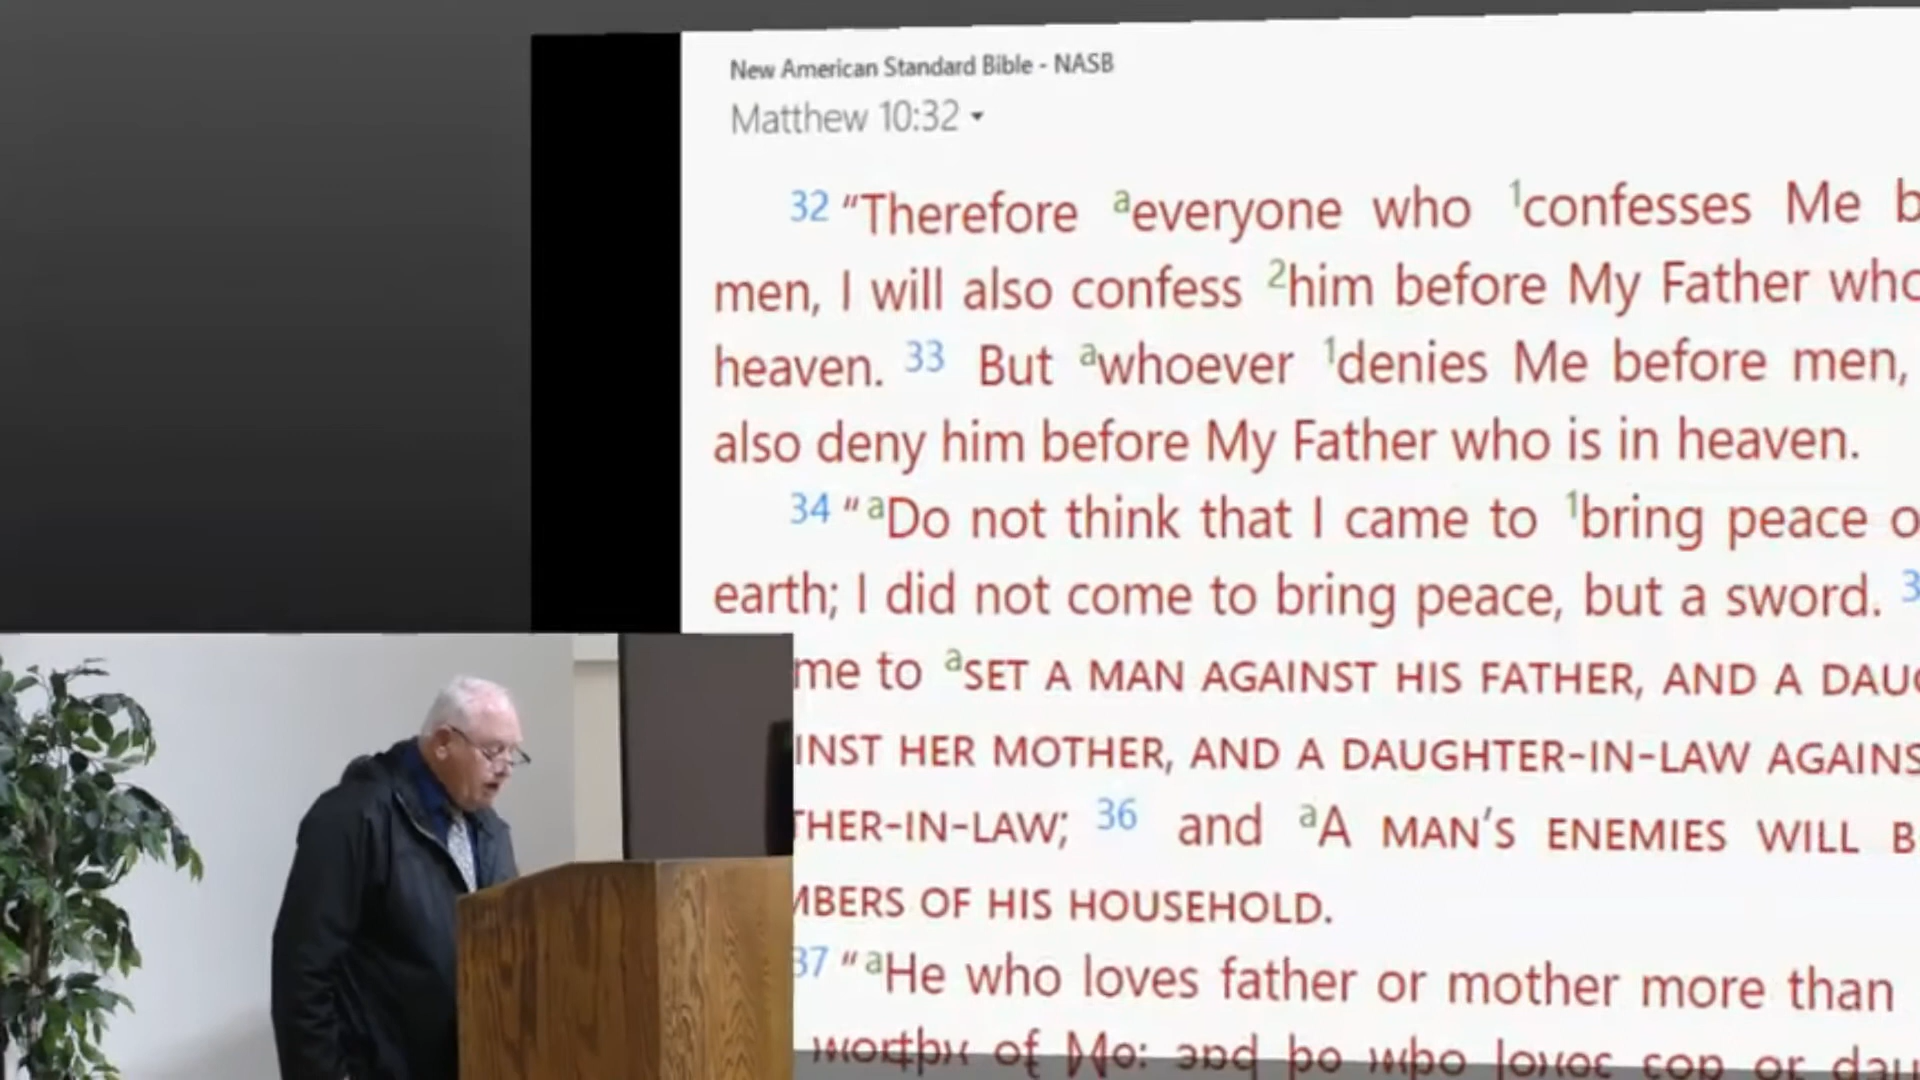 New American Standard Bible - NASB
Matthew 10:32
32 “Therefore aeveryone who 1confesses Me
men, I will also confess 2him before My Father
heaven. 33 But awhoever 1denies Me before men,
also deny him before My Father who is in heaven.
34 “aDo not think that I came to 1bring peace
earth; I did not come to bring peace, but a sword.
me to aSET A MAN AGAINST HIS FATHER, AND A
INST HER MOTHER, AND A DAUGHTER-IN-LAW
THER-IN-LAW; 36 and aA MAN’S ENEMIES WILL
MBERS OF HIS HOUSEHOLD.
37 “aHe who loves father or mother more than